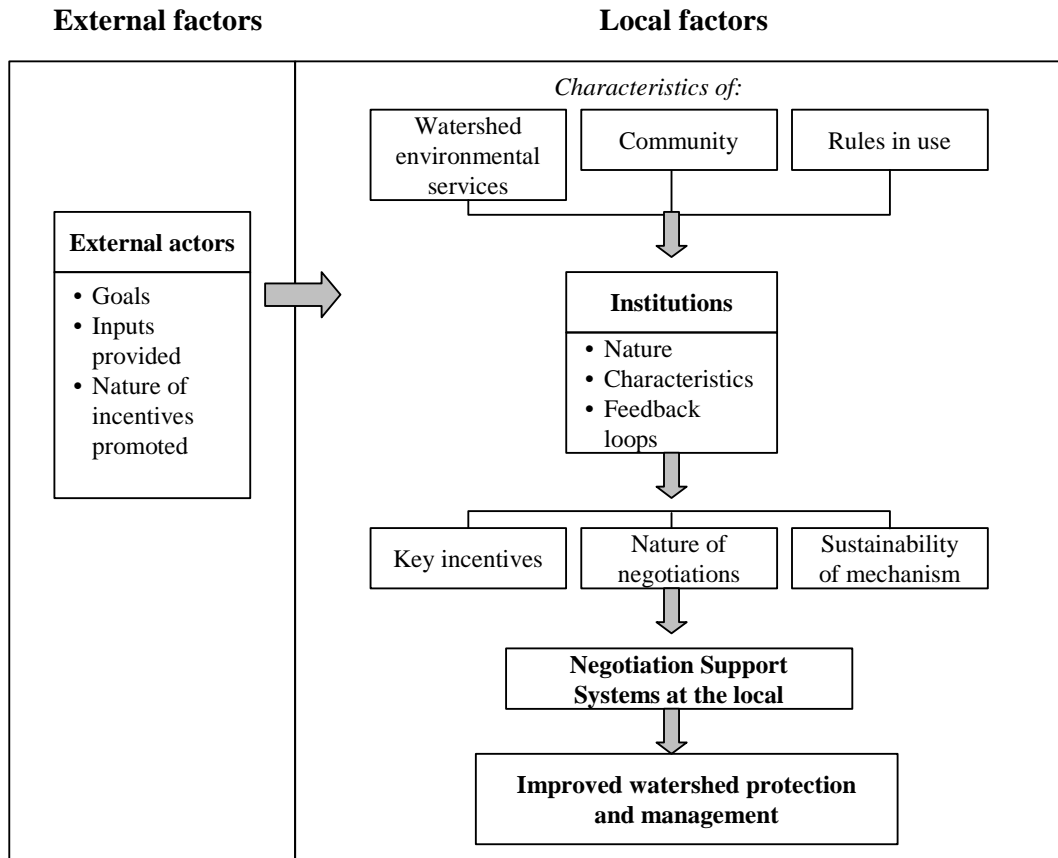 External factors
Local factors
External actors
• Goals
• Inputs
provided
• Nature of
incentives
promoted
Characteristics of:
Watershed
environmental
services
Community
Rules in use
Institutions
• Nature
• Characteristics
• Feedback
loops
Key incentives
Nature of
negotiations
Sustainability
of mechanism
Negotiation Support
Systems at the local
Improved watershed protection
and management